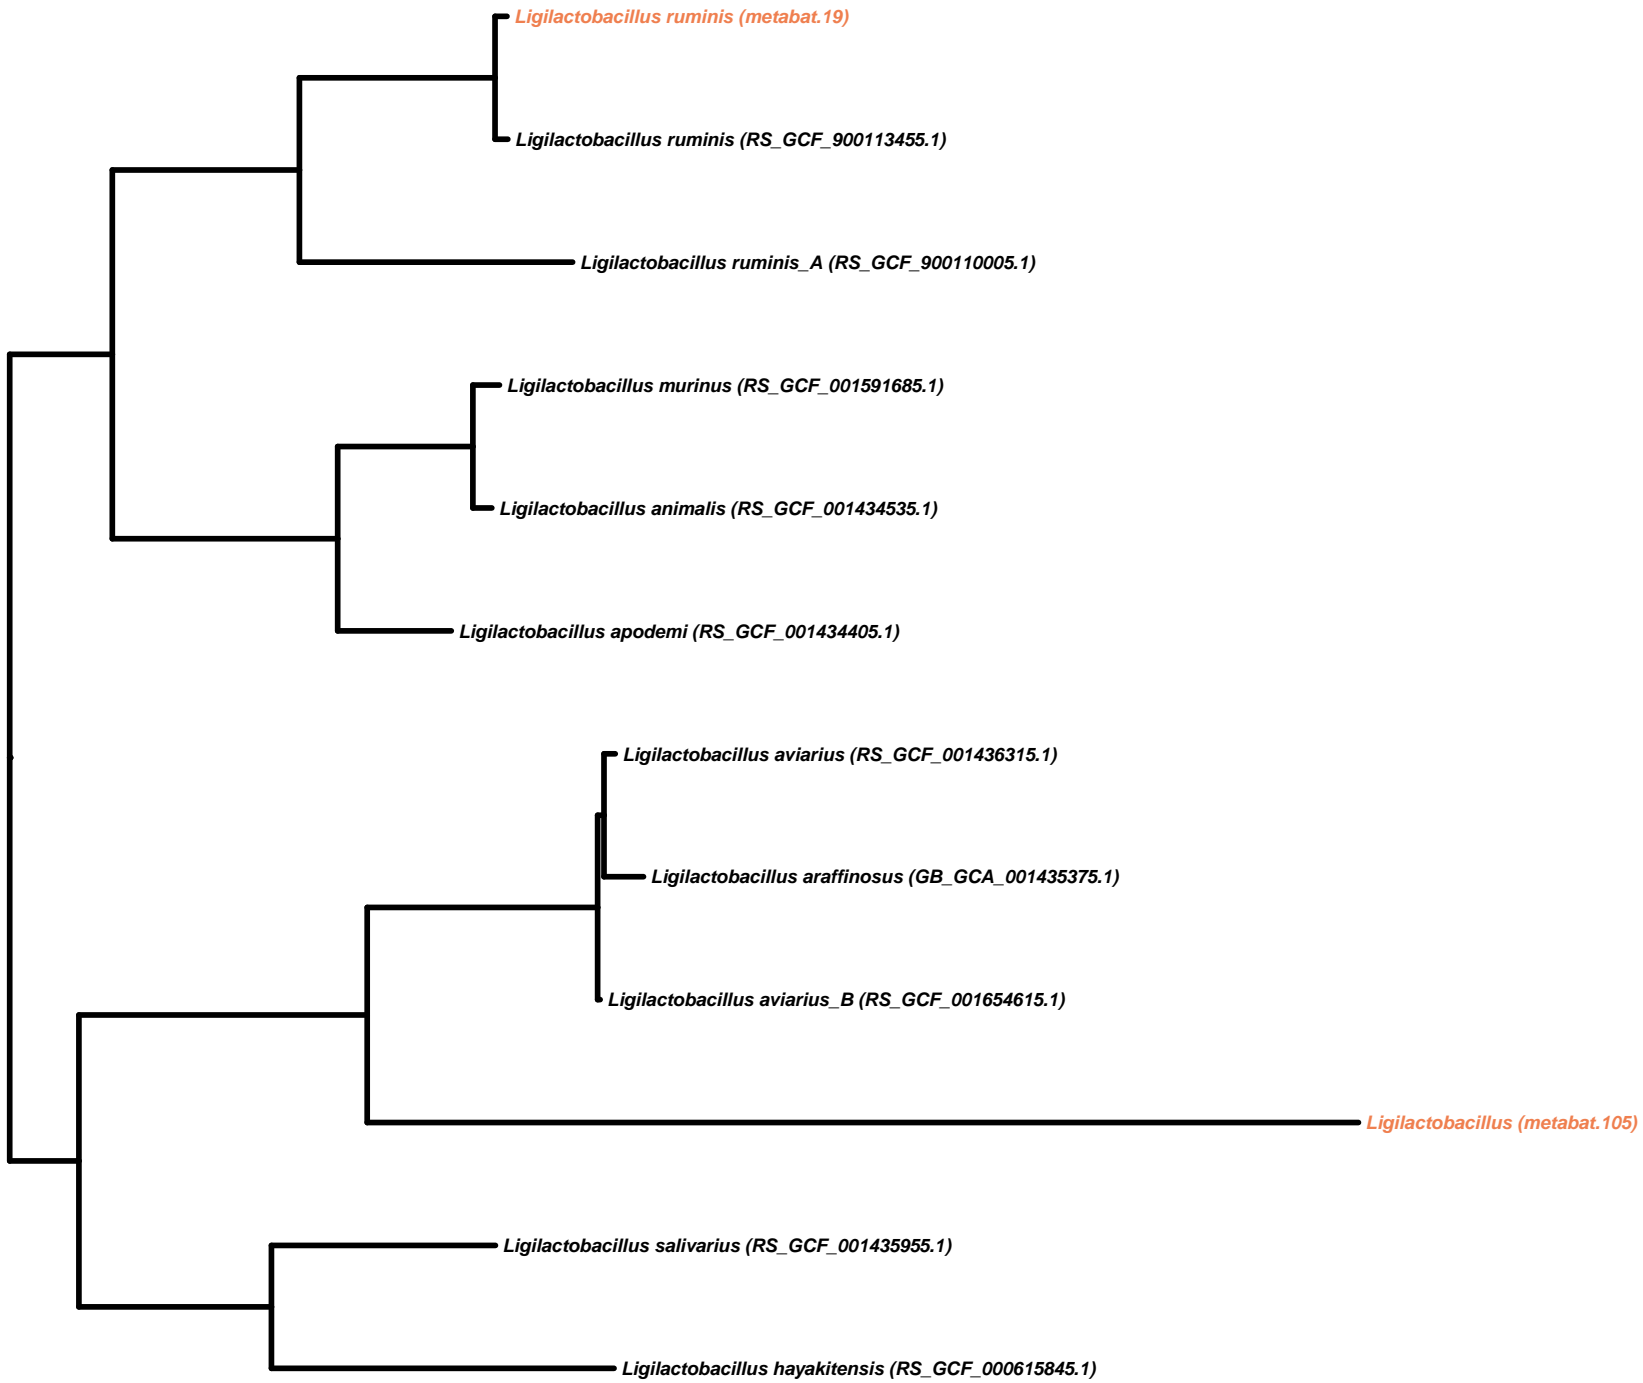 Ligilactobacillus ruminis (metabat.19)
Ligilactobacillus ruminis (RS_GCF_900113455.1)
Ligilactobacillus ruminis_A (RS_GCF_900110005.1)
Ligilactobacillus murinus (RS_GCF_001591685.1)
Ligilactobacillus animalis (RS_GCF_001434535.1)
Ligilactobacillus apodemi (RS_GCF_001434405.1)
Ligilactobacillus aviarius (RS_GCF_001436315.1)
Ligilactobacillus araffinosus (GB_GCA_001435375.1)
Ligilactobacillus aviarius_B (RS_GCF_001654615.1)
Ligilactobacillus (metabat.105)
Ligilactobacillus salivarius (RS_GCF_001435955.1)
Ligilactobacillus hayakitensis (RS_GCF_000615845.1)